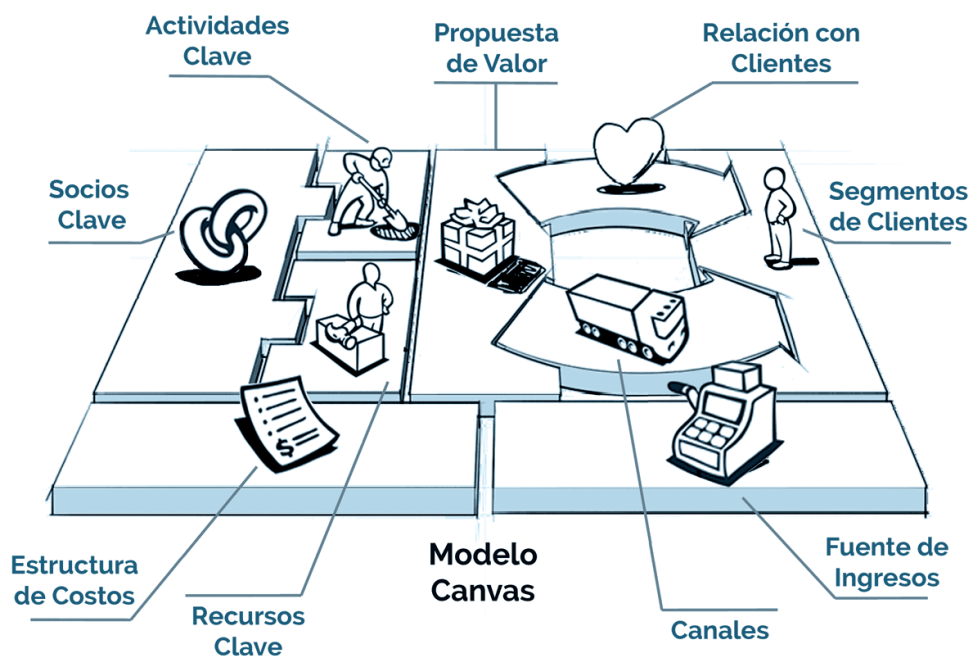 Actividades
Clave
Propuesta
de Valor
Relación con
Clientes
Socios
Clave
Segmentos
de Clientes
$
Estructura
de Costos
Recursos
Clave
Modelo
Canvas
Canales
Fuente de
Ingresos